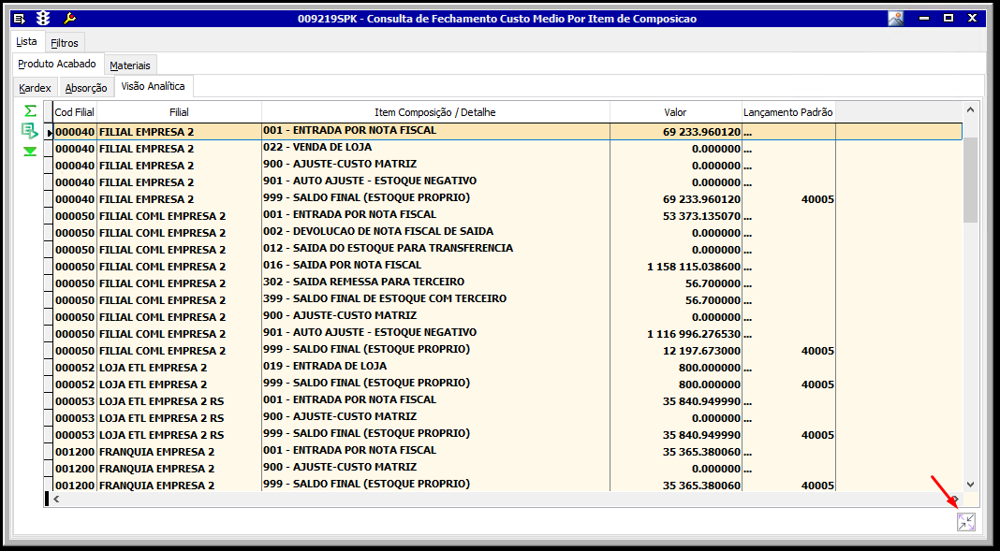 009219SPK - Consulta de Fechamento Custo Medio Por Item de Composicao
Lista Filtros
Produto Acabado Materiais
Kardex Absorção Visão Analítica
Cod Filial Filial Item Composição / Detalhe Valor Lançamento Padrão
000040 FILIAL EMPRESA 2 001 - ENTRADA POR NOTA FISCAL 69 233.960120 ...
000040 FILIAL EMPRESA 2 022 - VENDA DE LOJA 0.000000 ...
000040 FILIAL EMPRESA 2 900 - AJUSTE-CUSTO MATRIZ 0.000000 ...
000040 FILIAL EMPRESA 2 901 - AUTO AJUSTE - ESTOQUE NEGATIVO 0.000000 ...
000040 FILIAL EMPRESA 2 999 - SALDO FINAL (ESTOQUE PROPRIO) 69 233.960120 40005
000050 FILIAL COML EMPRESA 2 001 - ENTRADA POR NOTA FISCAL 53 373.135070 ...
000050 FILIAL COML EMPRESA 2 002 - DEVOLUCAO DE NOTA FISCAL DE SAIDA 0.000000 ...
000050 FILIAL COML EMPRESA 2 012 - SAIDA DO ESTOQUE PARA TRANSFERENCIA 0.000000 ...
000050 FILIAL COML EMPRESA 2 016 - SAIDA POR NOTA FISCAL 1 158 115.038600 ...
000050 FILIAL COML EMPRESA 2 302 - SAIDA REMESSA PARA TERCEIRO 56.700000 ...
000050 FILIAL COML EMPRESA 2 399 - SALDO FINAL DE ESTOQUE COM TERCEIRO 56.700000 ...
000050 FILIAL COML EMPRESA 2 900 - AJUSTE-CUSTO MATRIZ 0.000000 ...
000050 FILIAL COML EMPRESA 2 901 - AUTO AJUSTE - ESTOQUE NEGATIVO 1 116 996.276530 ...
000050 FILIAL COML EMPRESA 2 999 - SALDO FINAL (ESTOQUE PROPRIO) 12 197.673000 40005
000052 LOJA ETL EMPRESA 2 019 - ENTRADA DE LOJA 800.000000 ...
000052 LOJA ETL EMPRESA 2 999 - SALDO FINAL (ESTOQUE PROPRIO) 800.000000 40005
000053 LOJA ETL EMPRESA 2 RS 001 - ENTRADA POR NOTA FISCAL 35 840.949990 ...
000053 LOJA ETL EMPRESA 2 RS 900 - AJUSTE-CUSTO MATRIZ 0.000000 ...
000053 LOJA ETL EMPRESA 2 RS 999 - SALDO FINAL (ESTOQUE PROPRIO) 35 840.949990 40005
001200 FRANQUIA EMPRESA 2 001 - ENTRADA POR NOTA FISCAL 35 365.380060 ...
001200 FRANQUIA EMPRESA 2 900 - AJUSTE-CUSTO MATRIZ 0.000000 ...
001200 FRANQUIA EMPRESA 2 999 - SALDO FINAL (ESTOQUE PROPRIO) 35 365.380060 40005